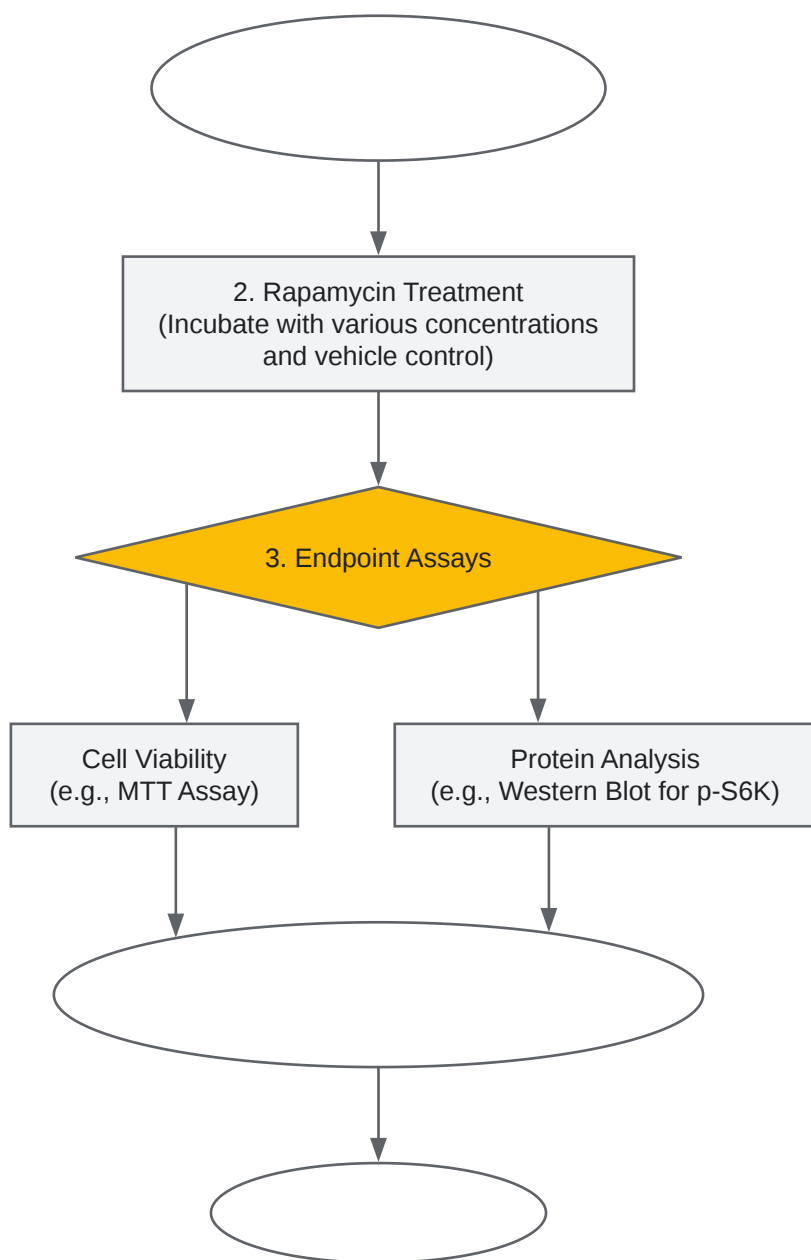 2. Rapamycin Treatment
(Incubate with various concentrations
and vehicle control)
3. Endpoint Assays
Cell Viability
(e.g., MTT Assay)
Protein Analysis
(e.g., Western Blot for p-S6K)